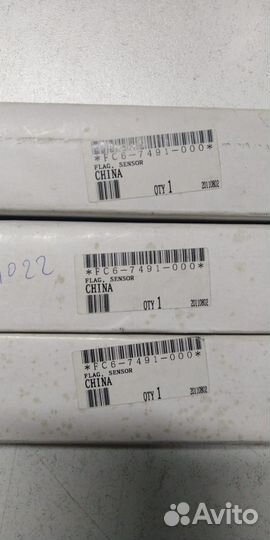 *FC6-7491-000*
FLAG, SENSOR
CHINA
QTY 1
20110802
1022
*FC6-7491-000*
FLAG, SENSOR
CHINA
QTY 1
20110802
*FC6-7491-000*
FLAG, SENSOR
CHINA
QTY 1
20110802
Avito